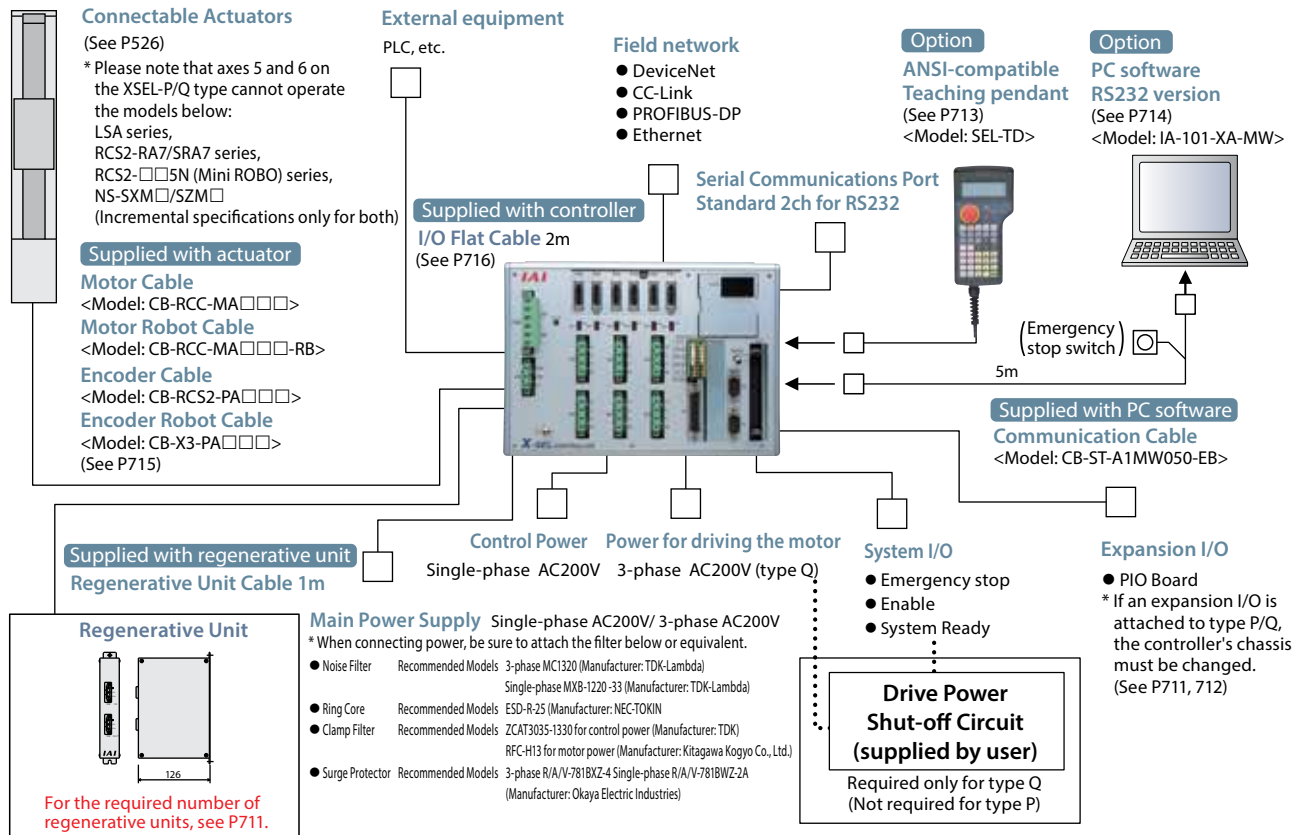 Connectable Actuators
(See P526)
* Please note that axes 5 and 6 on
the XSEL-P/Q type cannot operate
the models below:
LSA series,
RCS2-RA7/SRA7 series,
RCS2-□□5N (Mini ROBO) series,
NS-SXM□/SZM□
(Incremental specifications only for both)
Supplied with actuator
Motor Cable
<Model: CB-RCC-MA□□□>
Motor Robot Cable
<Model: CB-RCC-MA□□□-RB>
Encoder Cable
<Model: CB-RCS2-PA□□□>
Encoder Robot Cable
<Model: CB-X3-PA□□□>
(See P715)
External equipment
PLC, etc.
Field network
● DeviceNet
● CC-Link
● PROFIBUS-DP
● Ethernet
Supplied with controller
I/O Flat Cable 2m
(See P716)
Serial Communications Port
Standard 2ch for RS232
Option
ANSI-compatible
Teaching pendant
(See P713)
<Model: SEL-TD>
Option
PC software
RS232 version
(See P714)
<Model: IA-101-XA-MW>
IAI
X-SEL
(Emergency
stop switch)
5m
Supplied with PC software
Communication Cable
<Model: CB-ST-A1MW050-EB>
Supplied with regenerative unit
Regenerative Unit Cable 1m
Control Power
Single-phase AC200V
Power for driving the motor
3-phase AC200V (type Q)
System I/O
● Emergency stop
● Enable
● System Ready
Expansion I/O
● PIO Board
* If an expansion I/O is
attached to type P/Q,
the controller's chassis
must be changed.
(See P711, 712)
Regenerative Unit
IAI
126
For the required number of
regenerative units, see P711.
Main Power Supply Single-phase AC200V/ 3-phase AC200V
* When connecting power, be sure to attach the filter below or equivalent.
● Noise Filter Recommended Models 3-phase MC1320 (Manufacturer: TDK-Lambda)
Single-phase MXB-1220 -33 (Manufacturer: TDK-Lambda)
● Ring Core Recommended Models ESD-R-25 (Manufacturer: NEC-TOKIN
● Clamp Filter Recommended Models ZCAT3035-1330 for control power (Manufacturer: TDK)
RFC-H13 for motor power (Manufacturer: Kitagawa Kogyo Co., Ltd.)
● Surge Protector Recommended Models 3-phase R/A/V-781BXZ-4 Single-phase R/A/V-781BWZ-2A
(Manufacturer: Okaya Electric Industries)
Drive Power
Shut-off Circuit
(supplied by user)
Required only for type Q
(Not required for type P)